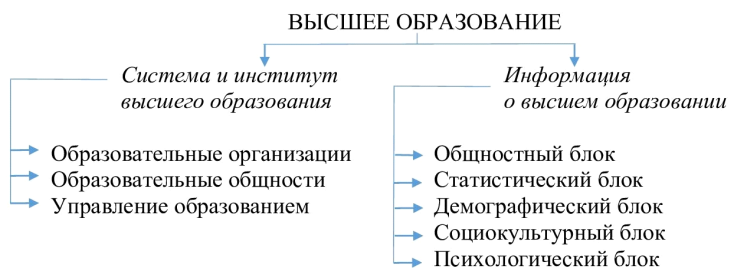 ВЫСШЕЕ ОБРАЗОВАНИЕ
Система и институт
высшего образования
Образовательные организации
Образовательные общности
Управление образованием
Информация
о высшем образовании
Общностный блок
Статистический блок
Демографический блок
Социокультурный блок
Психологический блок